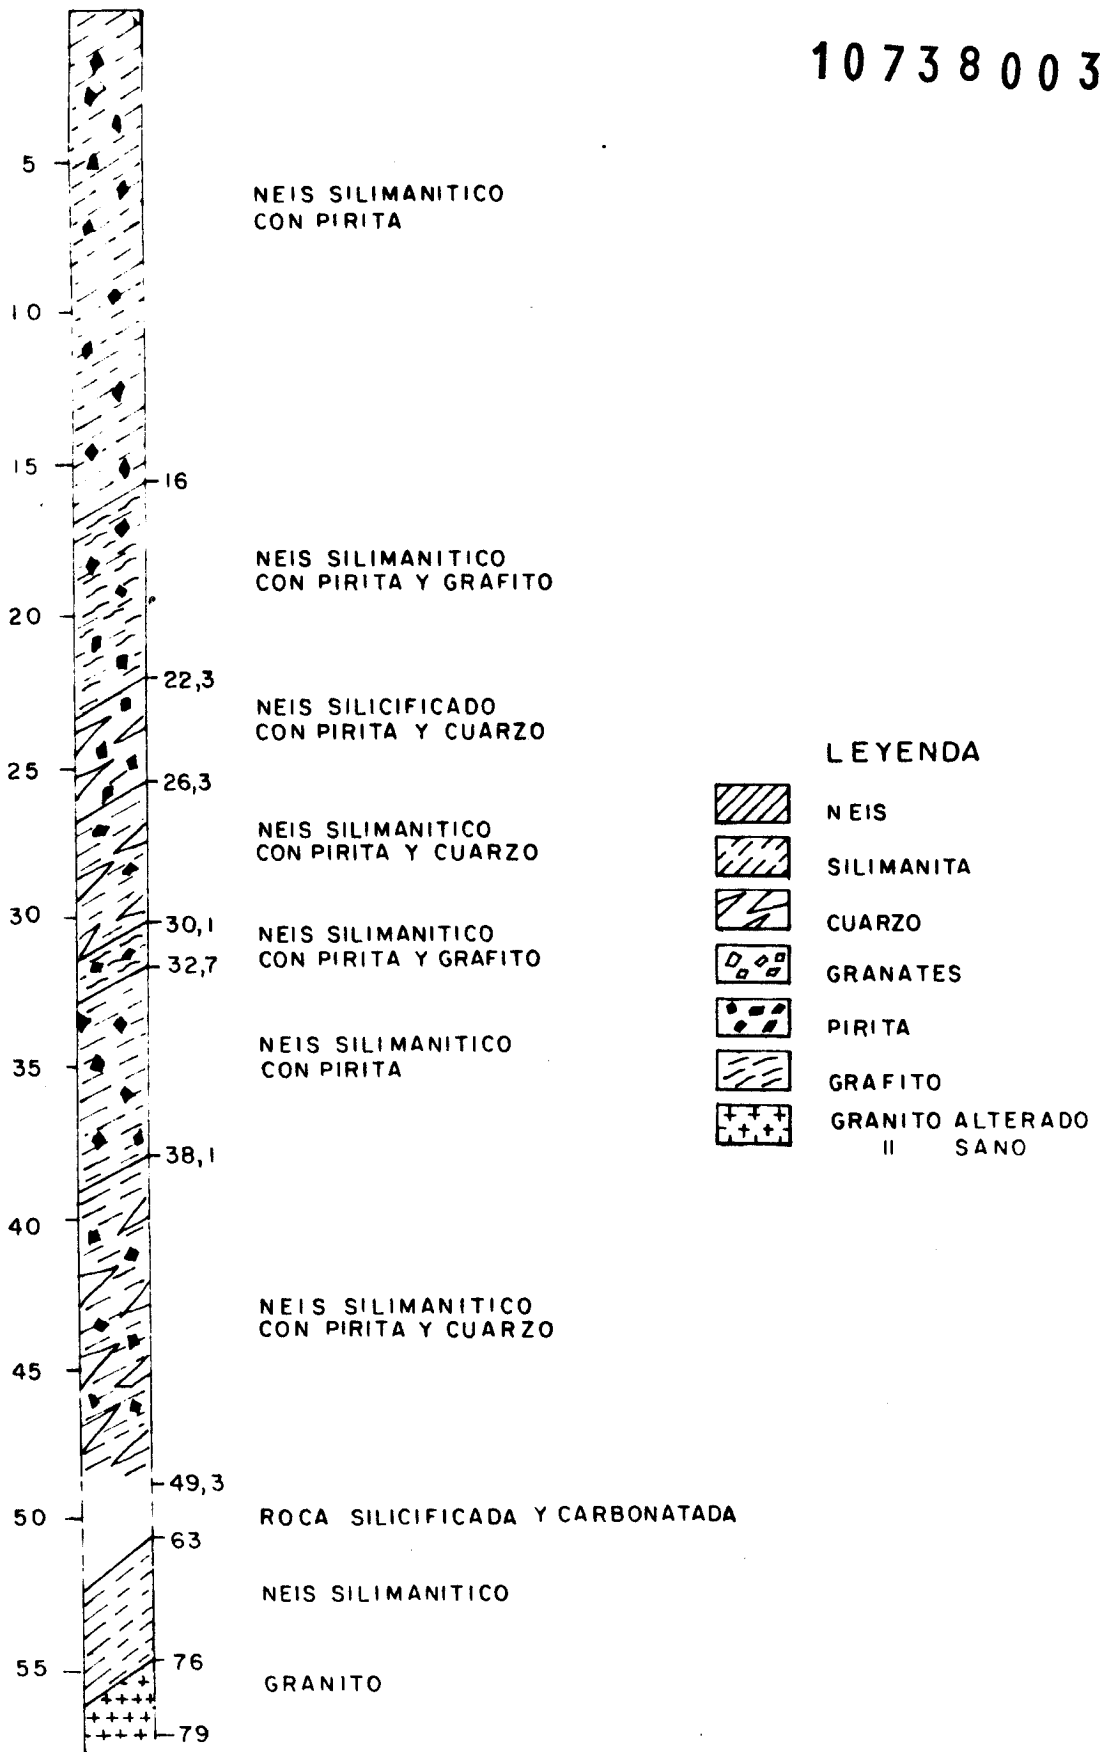 10738003
5
NEIS SILIMANITICO
CON PIRITA
10
15
16
NEIS SILIMANITICO
CON PIRITA Y GRAFITO
20
22,3
NEIS SILICIFICADO
CON PIRITA Y CUARZO
25
26,3
NEIS SILIMANITICO
CON PIRITA Y CUARZO
30
30,1
NEIS SILIMANITICO
CON PIRITA Y GRAFITO
32,7
NEIS SILIMANITICO
CON PIRITA
35
38,1
40
NEIS SILIMANITICO
CON PIRITA Y CUARZO
45
49,3
50
ROCA SILICIFICADA Y CARBONATADA
63
NEIS SILIMANITICO
76
55
GRANITO
79
LEYENDA
NEIS
SILIMANITA
CUARZO
GRANATES
PIRITA
GRAFITO
GRANITO ALTERADO
II SANO